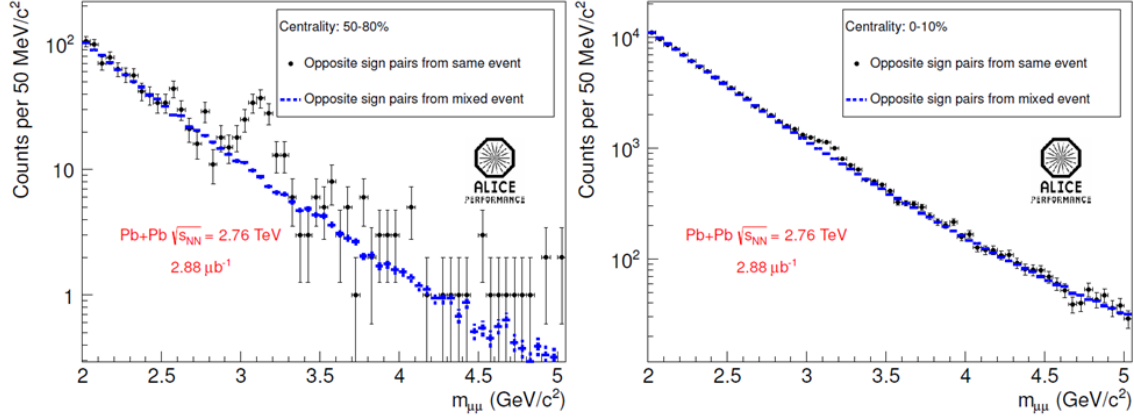 Counts per 50 MeV/c²
10²
10
1
Centrality: 50-80%
Opposite sign pairs from same event
Opposite sign pairs from mixed event
ALICE
PERFORMANCE
Pb+Pb √sNN = 2.76 TeV
2.88 μb⁻¹
2 2.5 3 3.5 4 4.5 5
mμμ (GeV/c²)
Counts per 50 MeV/c²
10⁴
10³
10²
Centrality: 0-10%
Opposite sign pairs from same event
Opposite sign pairs from mixed event
ALICE
PERFORMANCE
Pb+Pb √sNN = 2.76 TeV
2.88 μb⁻¹
2 2.5 3 3.5 4 4.5 5
mμμ (GeV/c²)